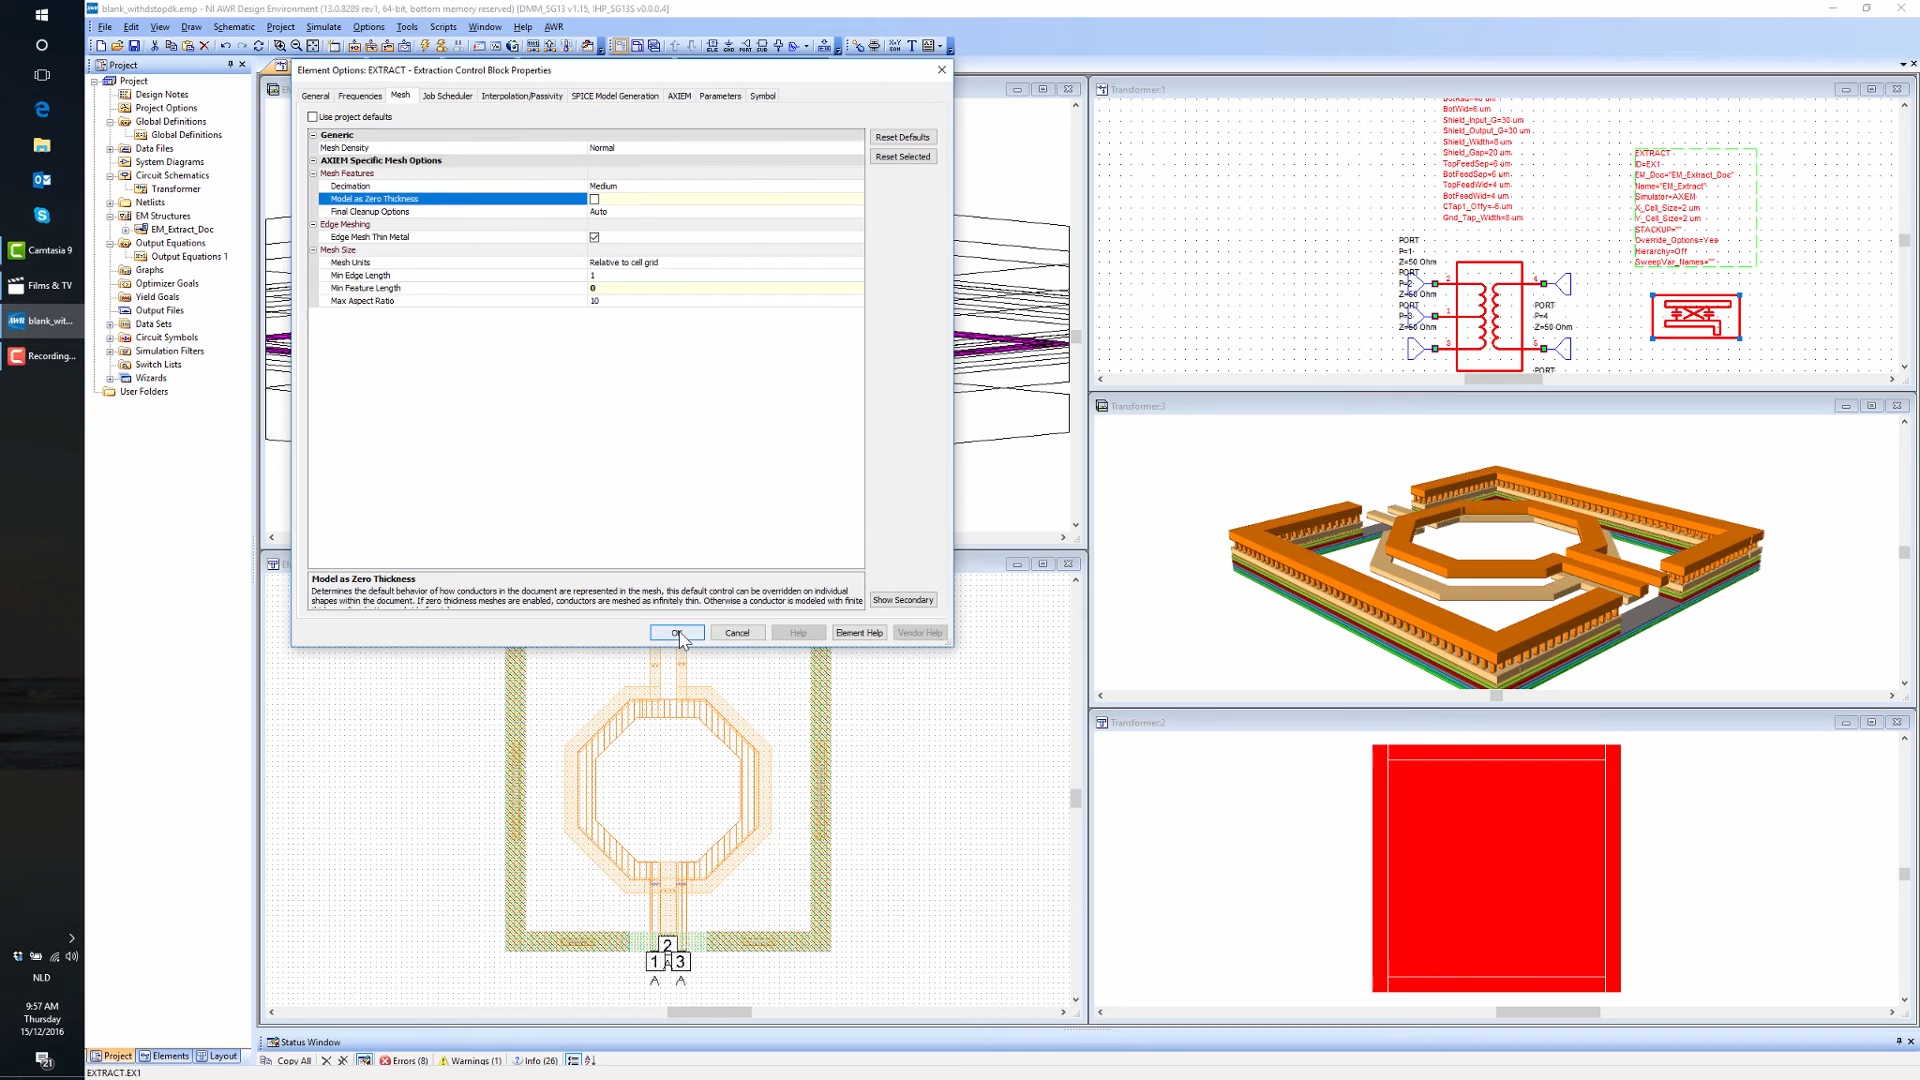 blank_withdstopdk.emp - NI AWR Design Environment (13.0.8289 rev1, 64-bit, bottom memory reserved) [DMM_SG13 v1.15, IHP_SG13S v0.0.0.4]
File Edit View Draw Schematic Project Simulate Options Tools Scripts Window Help AWR
Project
Project
Design Notes
Project Options
Global Definitions
Global Definitions
Data Files
System Diagrams
Circuit Schematics
Transformer
Netlists
EM Structures
EM_Extract_Doc
Output Equations
Output Equations 1
Graphs
Optimizer Goals
Yield Goals
Output Files
Data Sets
Circuit Symbols
Simulation Filters
Switch Lists
Wizards
User Folders
Camtasia 9
Films & TV
blank_wit...
Recording...
NLD
9:57 AM
Thursday
15/12/2016
21
Element Options: EXTRACT - Extraction Control Block Properties
General Frequencies Mesh Job Scheduler Interpolation/Passivity SPICE Model Generation AXIEM Parameters Symbol
Use project defaults
Generic
Mesh Density Normal
AXIEM Specific Mesh Options
Mesh Features
Decimation Medium
Model as Zero Thickness
Final Cleanup Options Auto
Edge Meshing
Edge Mesh Thin Metal
Mesh Size
Mesh Units Relative to cell grid
Min Edge Length 1
Min Feature Length 0
Max Aspect Ratio 10
Reset Defaults
Reset Selected
Model as Zero Thickness
Determines the default behavior of how conductors in the document are represented in the mesh, this default control can be overridden on individual
shapes within the document. If zero thickness meshes are enabled, conductors are meshed as infinitely thin. Otherwise a conductor is modeled with finite
Show Secondary
OK Cancel Help Element Help Vendor Help
Transformer:1
BotWid=6 um
Shield_Input_G=30 um
Shield_Output_G=30 um
Shield_Width=8 um
Shield_Gap=20 um
TopFeedSep=6 um
BotFeedSep=6 um
TopFeedWid=4 um
BotFeedWid=4 um
CTap1_Offy=-6 um
Gnd_Tap_Width=8 um
EXTRACT
ID=EX1
EM_Doc="EM_Extract_Doc"
Name="EM_Extract"
Simulator=AXIEM
X_Cell_Size=2 um
Y_Cell_Size=2 um
STACKUP=""
Override_Options=Yes
Hierarchy=Off
SweepVar_Names=""
PORT
P=1
Z=50 Ohm
PORT
P=2
Z=50 Ohm
PORT
P=3
Z=50 Ohm
2
1
3
4
5
PORT
P=4
Z=50 Ohm
PORT
Transformer:3
Transformer:2
2
1 3
Status Window
Copy All Errors (8) Warnings (1) Info (26)
Project Elements Layout
EXTRACT.EX1